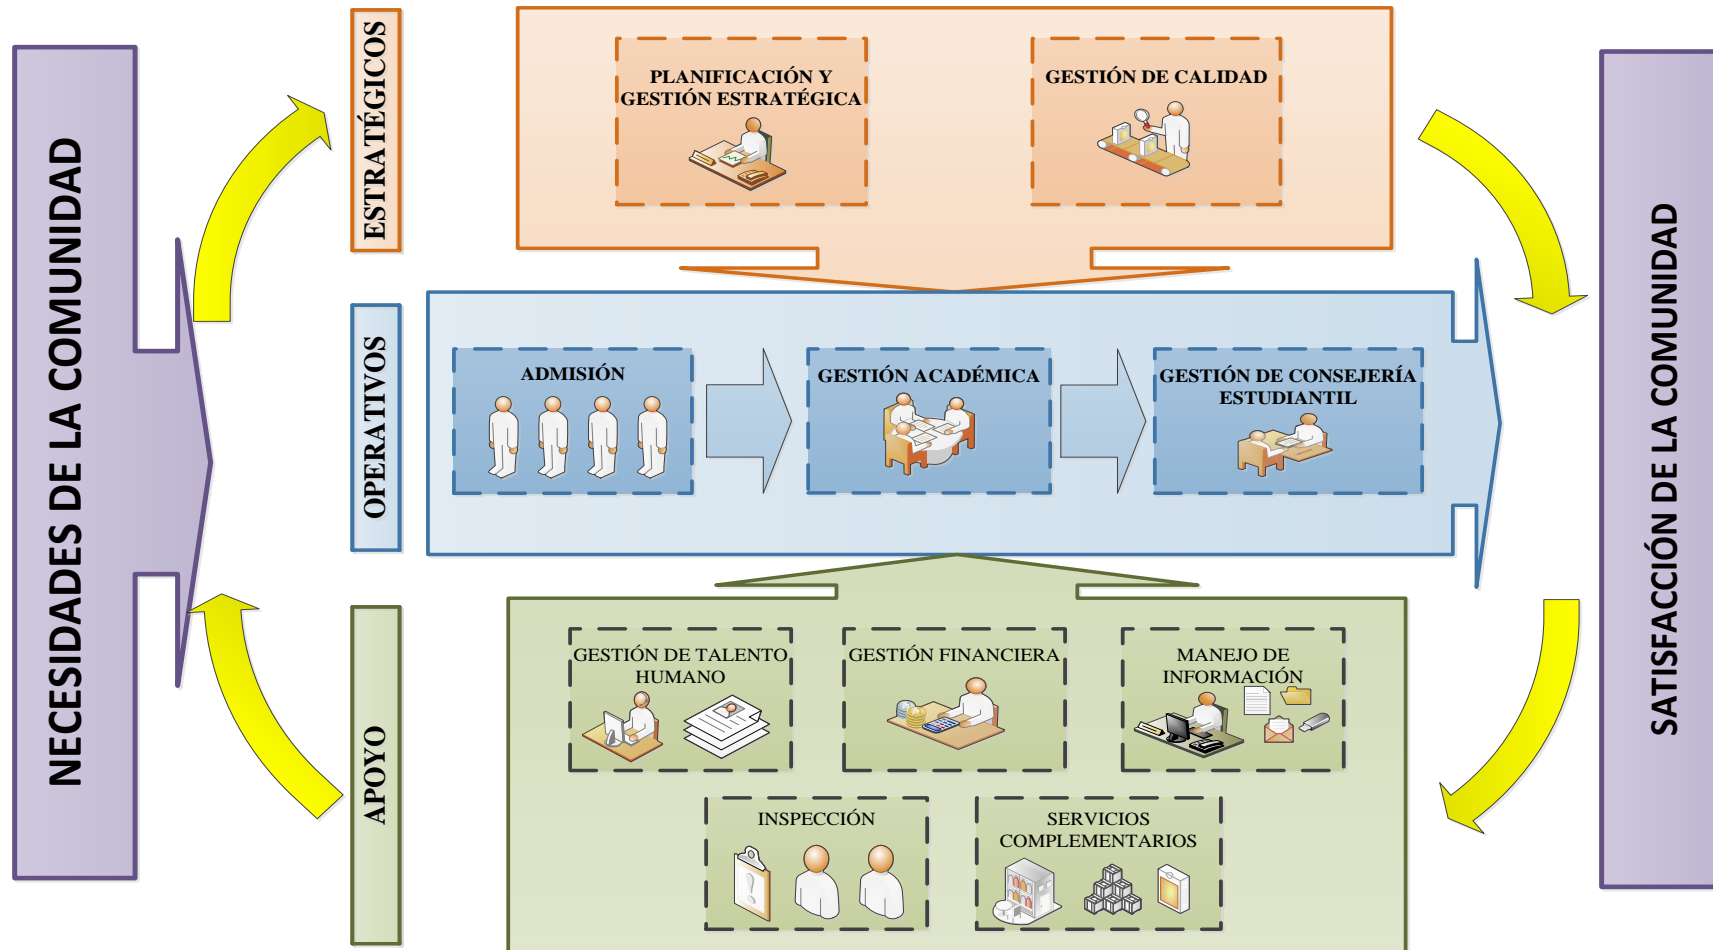 NECESIDADES DE LA COMUNIDAD
ESTRATÉGICOS
PLANIFICACIÓN Y
GESTIÓN ESTRATÉGICA
GESTIÓN DE CALIDAD
OPERATIVOS
ADMISIÓN
GESTIÓN ACADÉMICA
GESTIÓN DE CONSEJERÍA
ESTUDIANTIL
APOYO
GESTIÓN DE TALENTO
HUMANO
GESTIÓN FINANCIERA
MANEJO DE
INFORMACIÓN
INSPECCIÓN
SERVICIOS
COMPLEMENTARIOS
SATISFACCIÓN DE LA COMUNIDAD